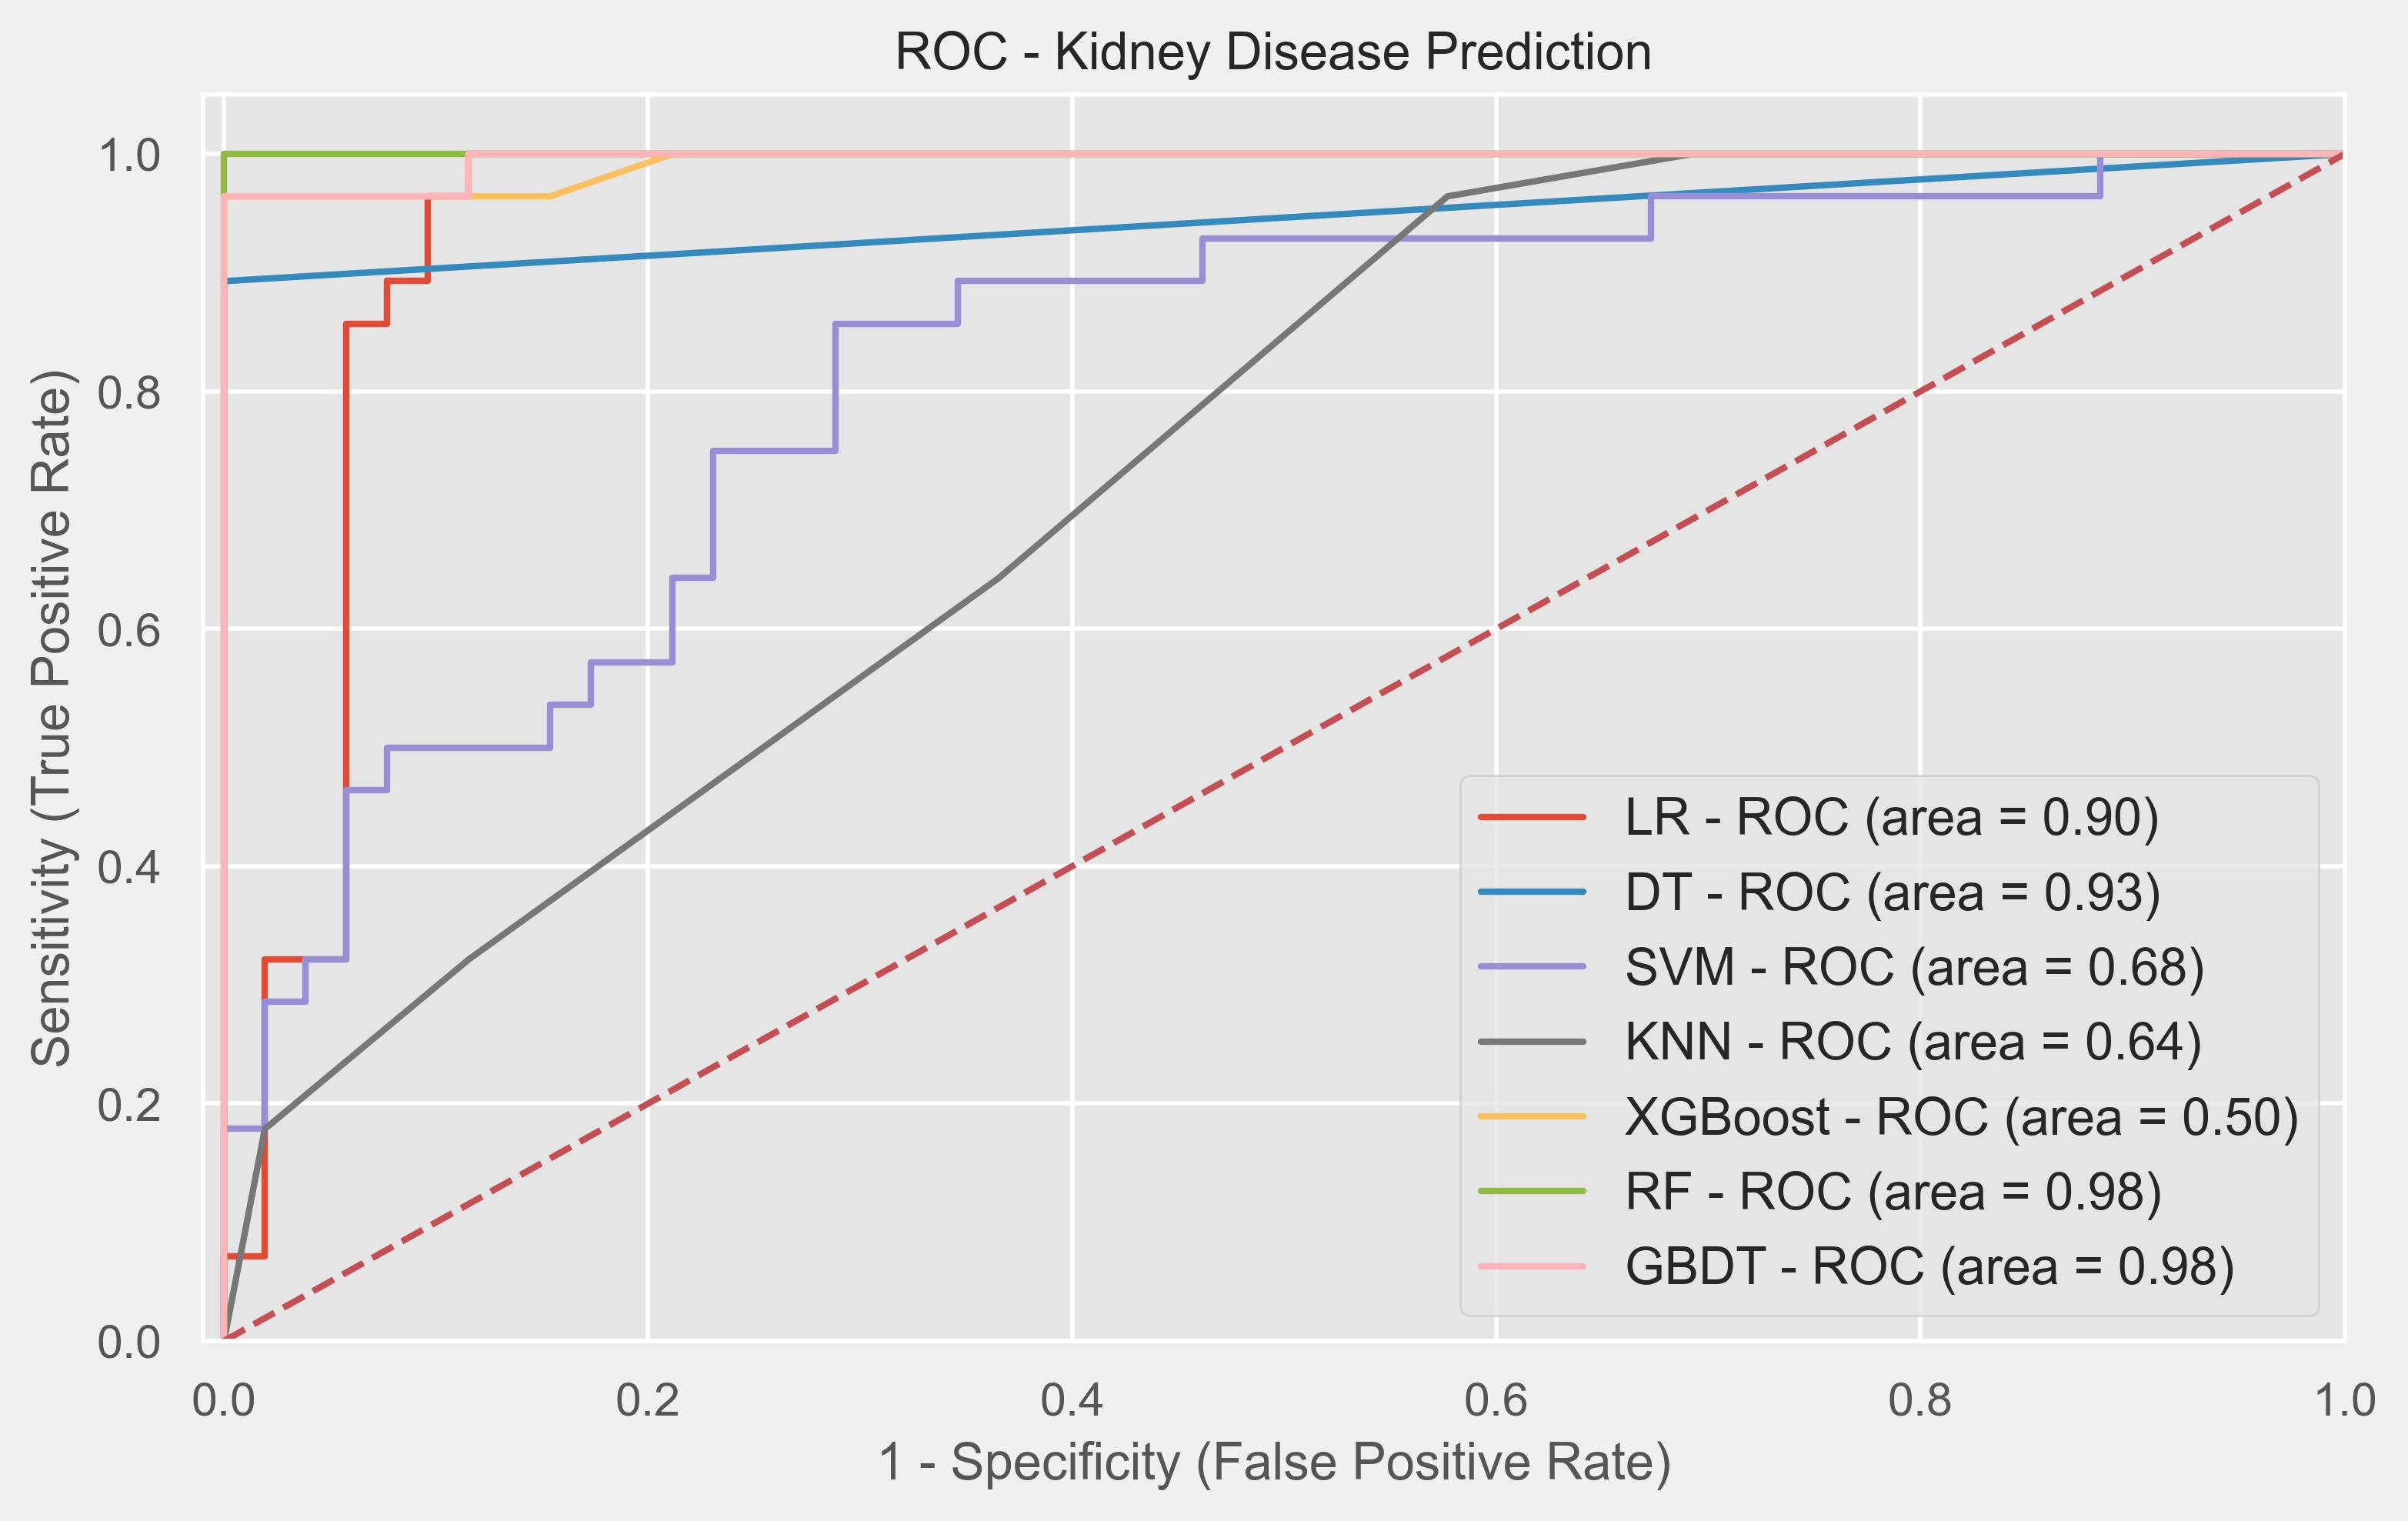 ROC - Kidney Disease Prediction
Sensitivity (True Positive Rate)
1.0
0.8
0.6
0.4
0.2
0.0
LR - ROC (area = 0.90)
DT - ROC (area = 0.93)
SVM - ROC (area = 0.68)
KNN - ROC (area = 0.64)
XGBoost - ROC (area = 0.50)
RF - ROC (area = 0.98)
GBDT - ROC (area = 0.98)
0.0 0.2 0.4 0.6 0.8 1.0
1 - Specificity (False Positive Rate)